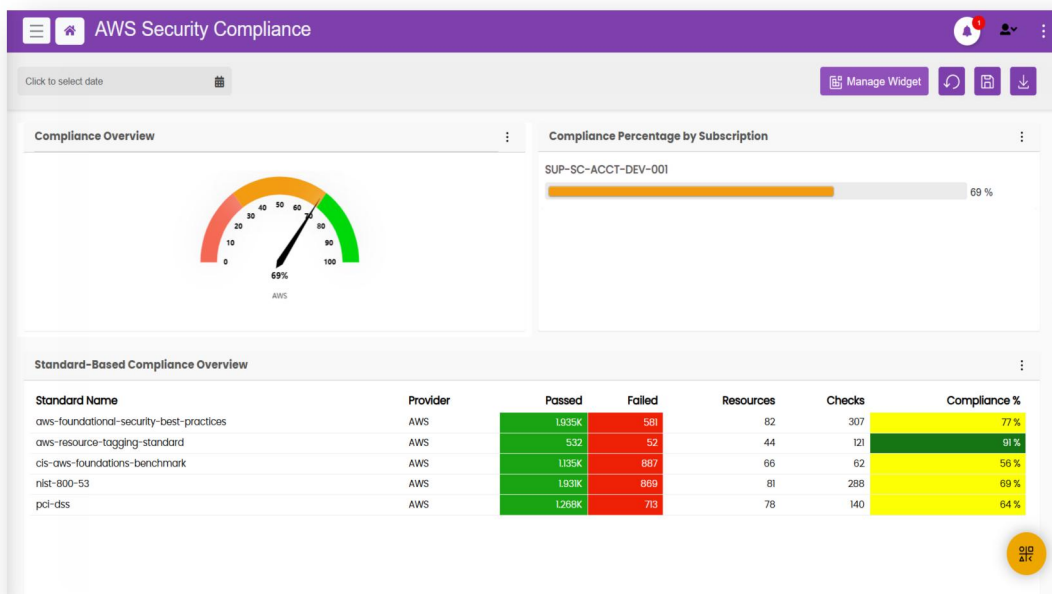 AWS Security Compliance
1
Click to select date
Manage Widget
Compliance Overview
0
10
20
30
40
50
60
70
80
90
100
69%
AWS
Compliance Percentage by Subscription
SUP-SC-ACCT-DEV-001
69 %
Standard-Based Compliance Overview
Standard Name Provider Passed Failed Resources Checks Compliance %
aws-foundational-security-best-practices AWS 1.935K 581 82 307 77 %
aws-resource-tagging-standard AWS 532 52 44 121 91 %
cis-aws-foundations-benchmark AWS 1.135K 887 66 62 56 %
nist-800-53 AWS 1.931K 869 81 288 69 %
pci-dss AWS 1.268K 713 78 140 64 %